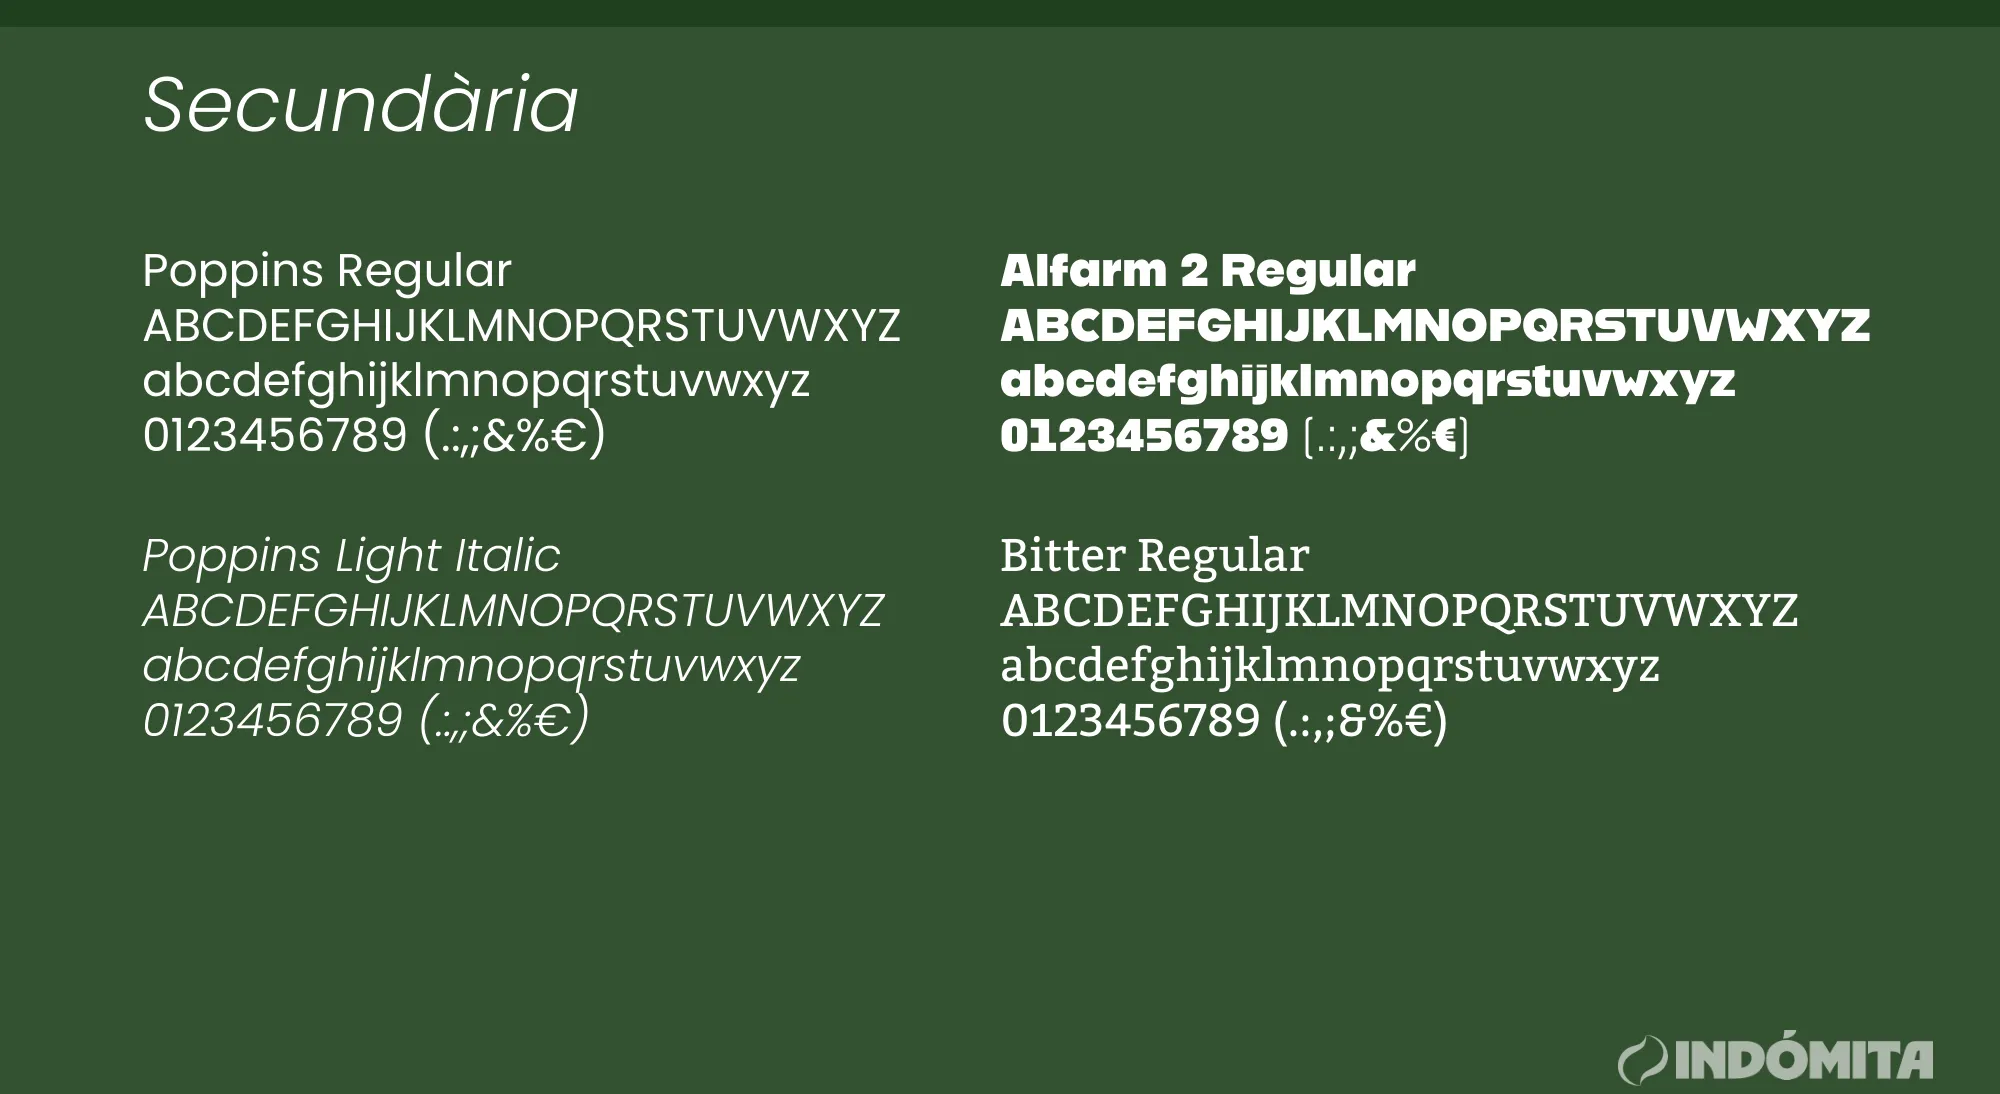 Secundària
Poppins Regular
ABCDEFGHIJKLMNOPQRSTUVWXYZ
abcdefghijklmnopqrstuvwxyz
0123456789 (.:,;&%€)
Poppins Light Italic
ABCDEFGHIJKLMNOPQRSTUVWXYZ
abcdefghijklmnopqrstuvwxyz
0123456789 (.:,;&%€)
Alfarm 2 Regular
ABCDEFGHIJKLMNOPQRSTUVWXYZ
abcdefghijklmnopqrstuvwxyz
0123456789 (.:,;&%€)
Bitter Regular
ABCDEFGHIJKLMNOPQRSTUVWXYZ
abcdefghijklmnopqrstuvwxyz
0123456789 (.:,;&%€)
INDÓMITA